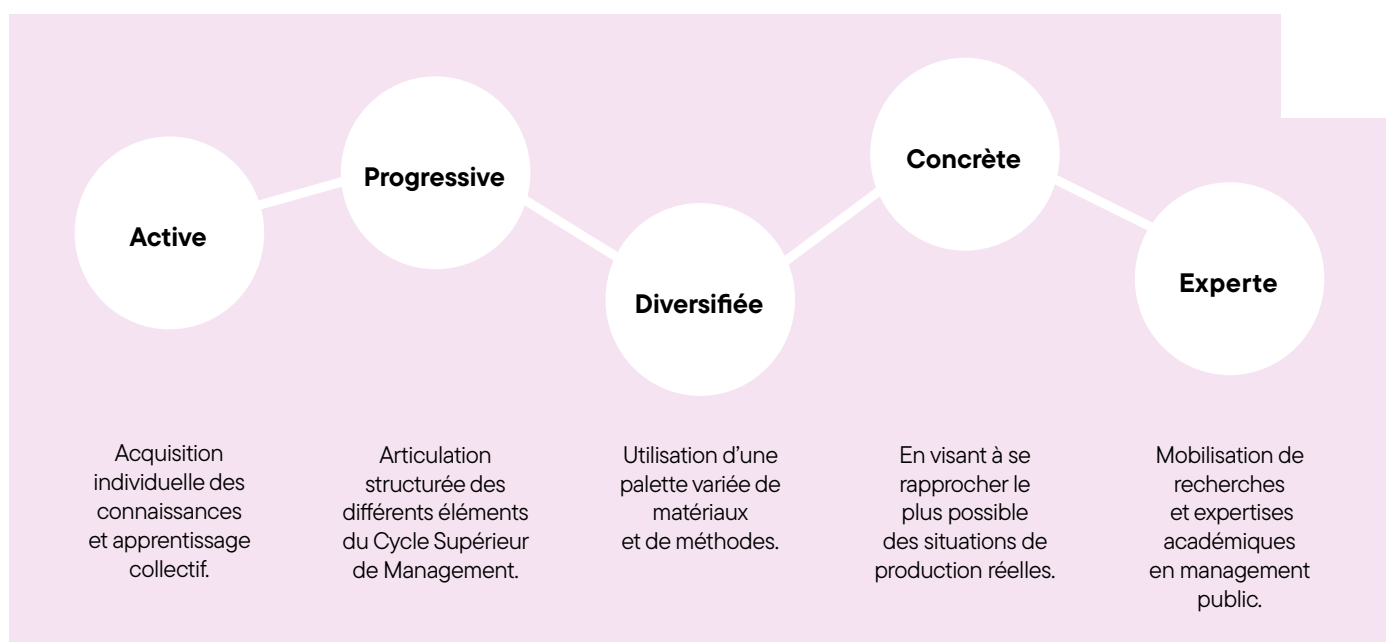 Active
Progressive
Diversifiée
Concrète
Experte
Acquisition
individuelle des
connaissances
et apprentissage
collectif.
Articulation
structurée des
différents éléments
du Cycle Supérieur
de Management.
Utilisation d’une
palette variée de
matériaux
et de méthodes.
En visant à se
rapprocher le
plus possible
des situations de
production réelles.
Mobilisation de
recherches
et expertises
académiques
en management
public.